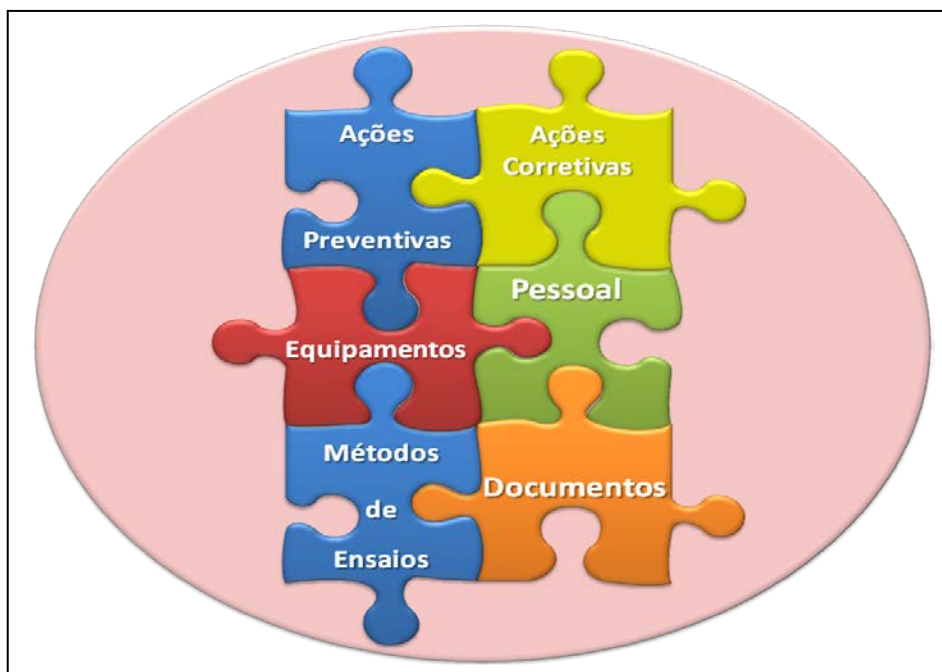 Ações
Preventivas
Ações
Corretivas
Equipamentos
Pessoal
Métodos
de
Ensaios
Documentos